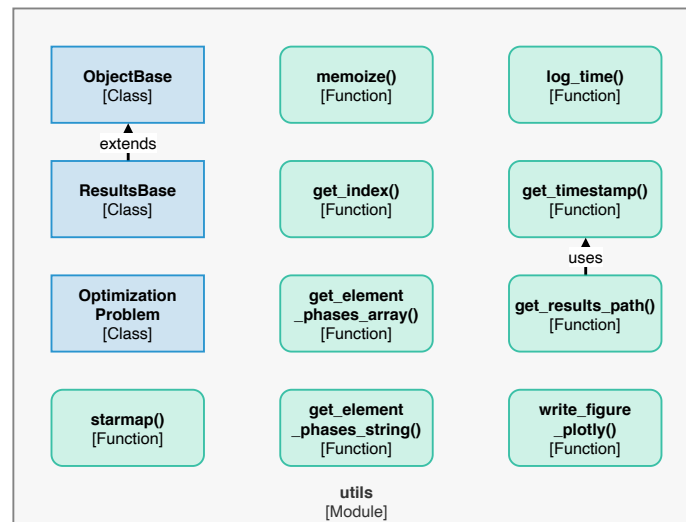 ObjectBase
[Class]
memoize()
[Function]
log_time()
[Function]
extends
ResultsBase
[Class]
get_index()
[Function]
get_timestamp()
[Function]
uses
Optimization
Problem
[Class]
get_element
_phases_array()
[Function]
get_results_path()
[Function]
starmap()
[Function]
get_element
_phases_string()
[Function]
write_figure
_plotly()
[Function]
utils
[Module]